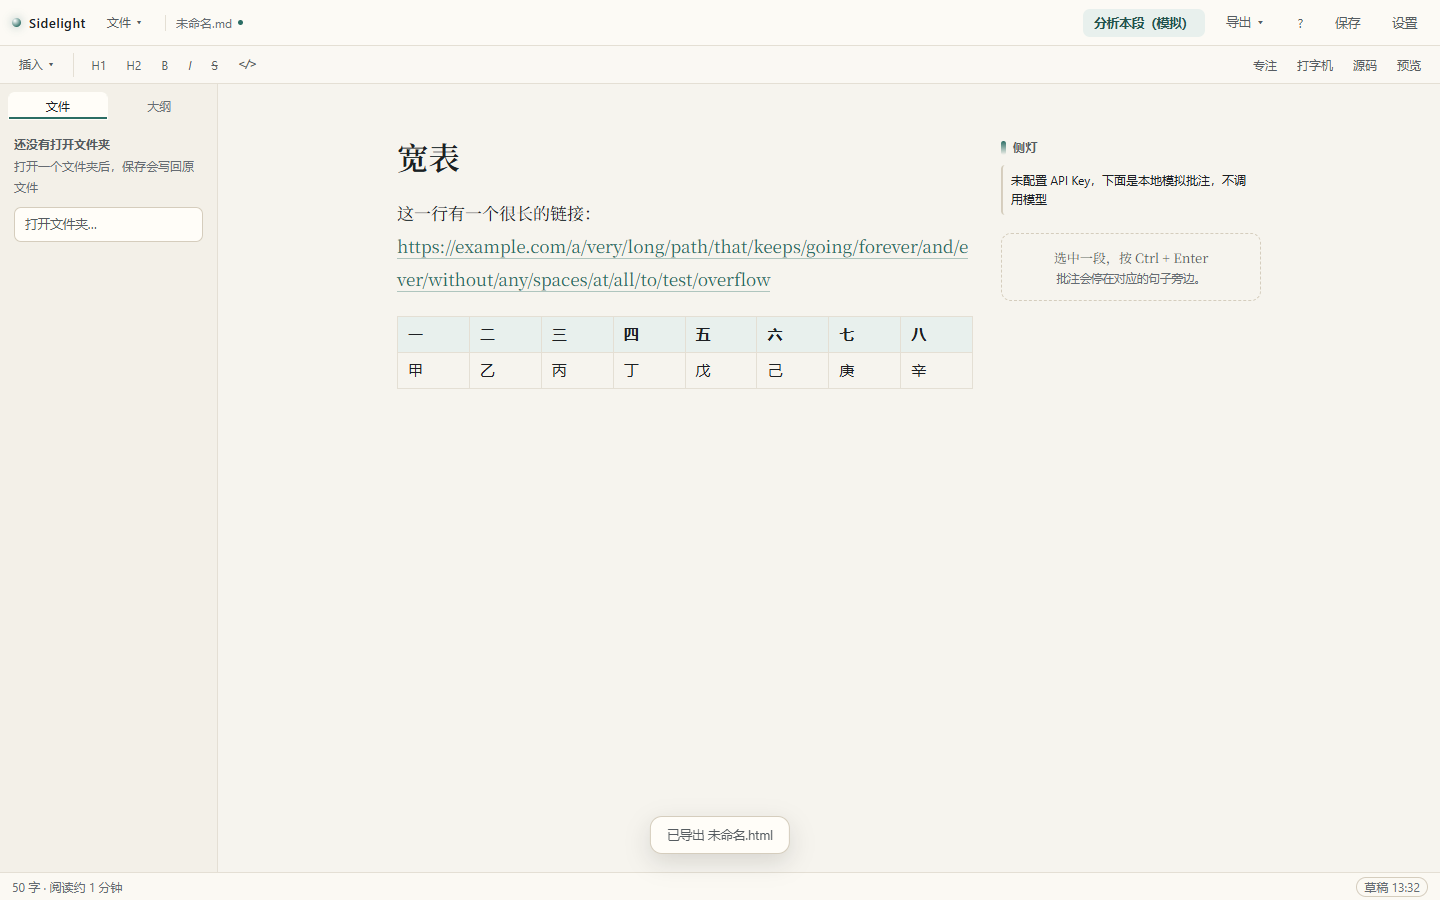 Sidelight 文件 未命名.md 分析本段（模拟） 导出 ? 保存 设置
插入 H1 H2 B I S </> 专注 打字机 源码 预览
文件 大纲
还没有打开文件夹
打开一个文件夹后，保存会写回原
文件
打开文件夹...
宽表
这一行有一个很长的链接：
https://example.com/a/very/long/path/that/keeps/going/forever/and/e
ver/without/any/spaces/at/all/to/test/overflow
一 二 三 四 五 六 七 八
甲 乙 丙 丁 戊 己 庚 辛
侧灯
未配置 API Key，下面是本地模拟批注，不调
用模型
选中一段，按 Ctrl + Enter
批注会停在对应的句子旁边。
已导出 未命名.html
50 字 · 阅读约 1 分钟 草稿 13:32